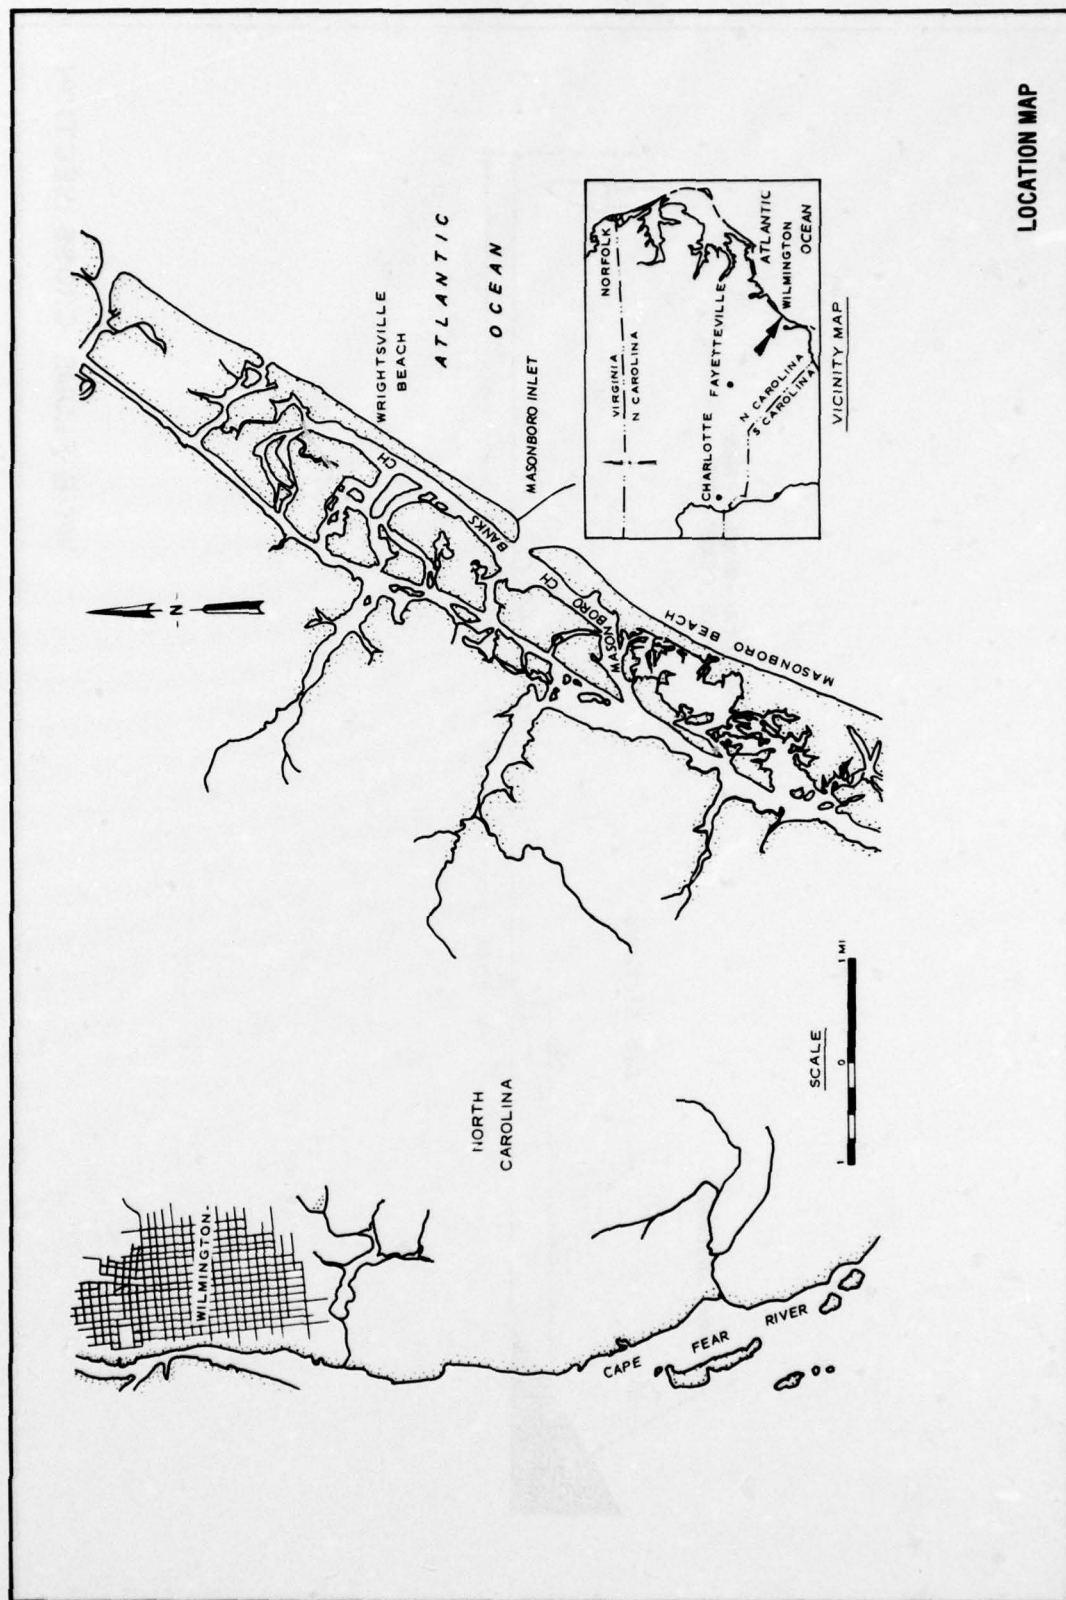 LOCATION MAP
WRIGHTSVILLE
BEACH
ATLANTIC
OCEAN
MASONBORO INLET
BANKS
CH
MASONBORO
CH
MASONBORO BEACH
N
WILMINGTON
NORTH
CAROLINA
CAPE
FEAR
RIVER
SCALE
1
0
1 MI
NORFOLK
VIRGINIA
N CAROLINA
CHARLOTTE
FAYETTEVILLE
N CAROLINA
S CAROLINA
ATLANTIC
WILMINGTON
OCEAN
VICINITY MAP